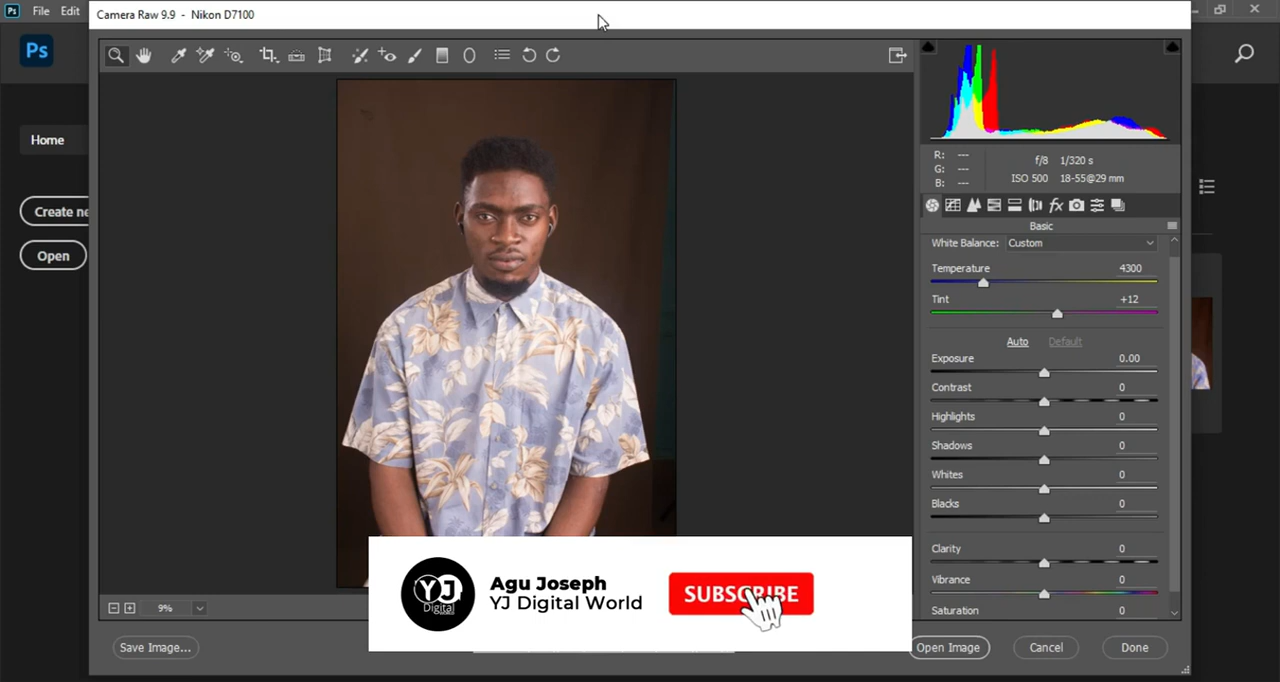 Camera Raw 9.9 - Nikon D7100
Ps
File Edit
Ps
Home
Create ne
Open
R: ---
G: ---
B: ---
f/8 1/320 s
ISO 500 18-55@29 mm
fx
Basic
White Balance: Custom
Temperature 4300
Tint +12
Auto Default
Exposure 0.00
Contrast 0
Highlights 0
Shadows 0
Whites 0
Blacks 0
Clarity 0
Vibrance 0
Saturation 0
9%
YJ
Digital
Agu Joseph
YJ Digital World
SUBSCRIBE
Save Image...
Open Image
Cancel
Done